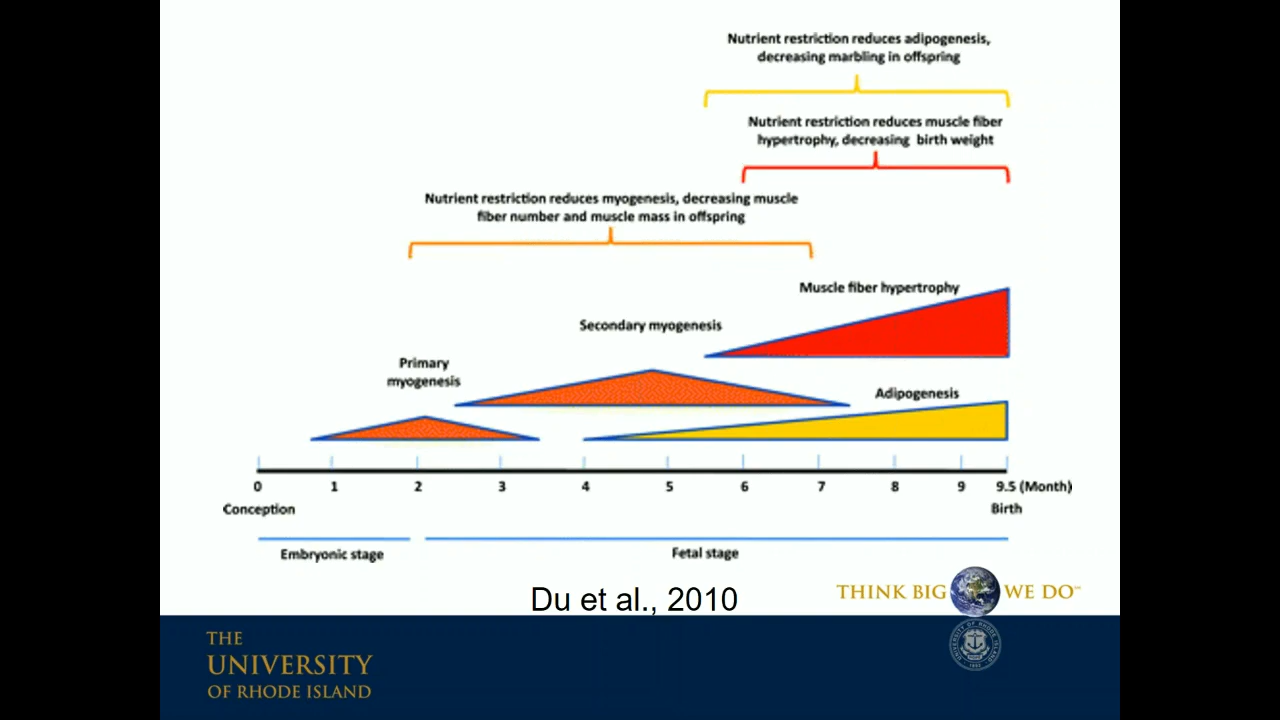 Nutrient restriction reduces adipogenesis,
decreasing marbling in offspring
Nutrient restriction reduces muscle fiber
hypertrophy, decreasing birth weight
Nutrient restriction reduces myogenesis, decreasing muscle
fiber number and muscle mass in offspring
Muscle fiber hypertrophy
Secondary myogenesis
Primary
myogenesis
Adipogenesis
0 1 2 3 4 5 6 7 8 9 9.5 (Month)
Conception Birth
Embryonic stage Fetal stage
Du et al., 2010
THINK BIG WE DO℠
THE
UNIVERSITY
OF RHODE ISLAND